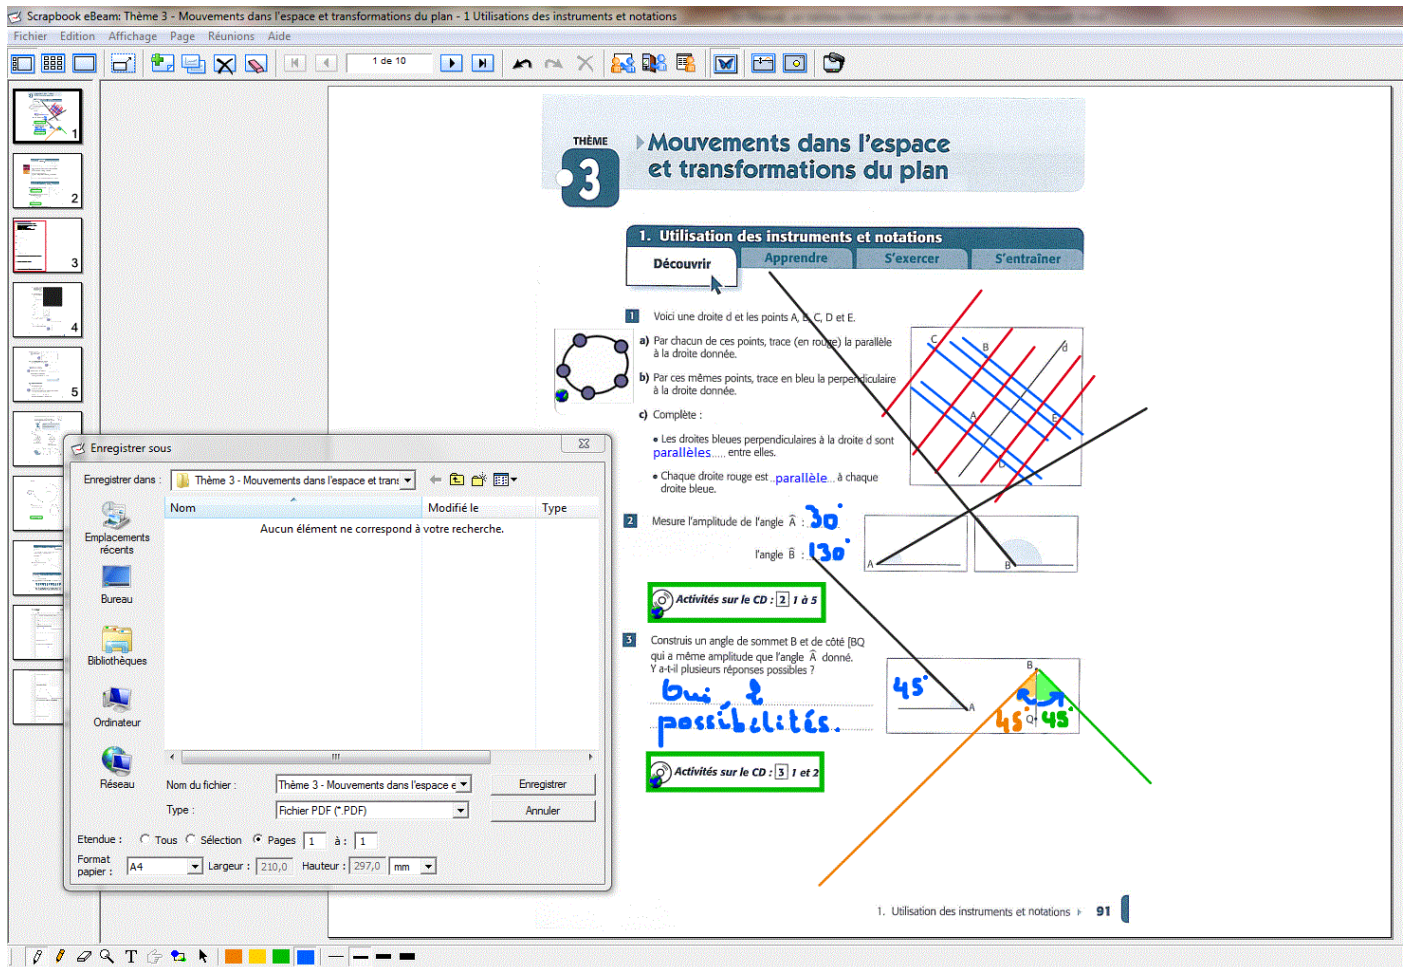 Scrapbook eBeam: Thème 3 - Mouvements dans l'espace et transformations du plan - 1 Utilisations des instruments et notations
Fichier Edition Affichage Page Réunions Aide
1 de 10
1
2
3
4
5
THÈME
3
Mouvements dans l'espace
et transformations du plan
1. Utilisation des instruments et notations
Découvrir Apprendre S'exercer S'entraîner
1 Voici une droite d et les points A, B, C, D et E.
a) Par chacun de ces points, trace (en rouge) la parallèle
à la droite donnée.
b) Par ces mêmes points, trace en bleu la perpendiculaire
à la droite donnée.
c) Complète :
• Les droites bleues perpendiculaires à la droite d sont
parallèles..... entre elles.
• Chaque droite rouge est ..parallèle... à chaque
droite bleue.
C B d
A E
D
2 Mesure l'amplitude de l'angle Â : 30°
l'angle B̂ : 130°
A B
Activités sur le CD : 2 1 à 5
3 Construis un angle de sommet B et de côté [BQ
qui a même amplitude que l'angle Â donné.
Y a-t-il plusieurs réponses possibles ?
Oui 2
possibilités.
B
45°
A
45° Q 45°
Activités sur le CD : 3 1 et 2
1. Utilisation des instruments et notations 91
Enregistrer sous
Enregistrer dans : Thème 3 - Mouvements dans l'espace et trans
Nom Modifié le Type
Aucun élément ne correspond à votre recherche.
Emplacements
récents
Bureau
Bibliothèques
Ordinateur
Réseau
Nom du fichier : Thème 3 - Mouvements dans l'espace e Enregistrer
Type : Fichier PDF (*.PDF) Annuler
Etendue : Tous Sélection Pages 1 à : 1
Format
papier : A4 Largeur : 210,0 Hauteur : 297,0 mm
T